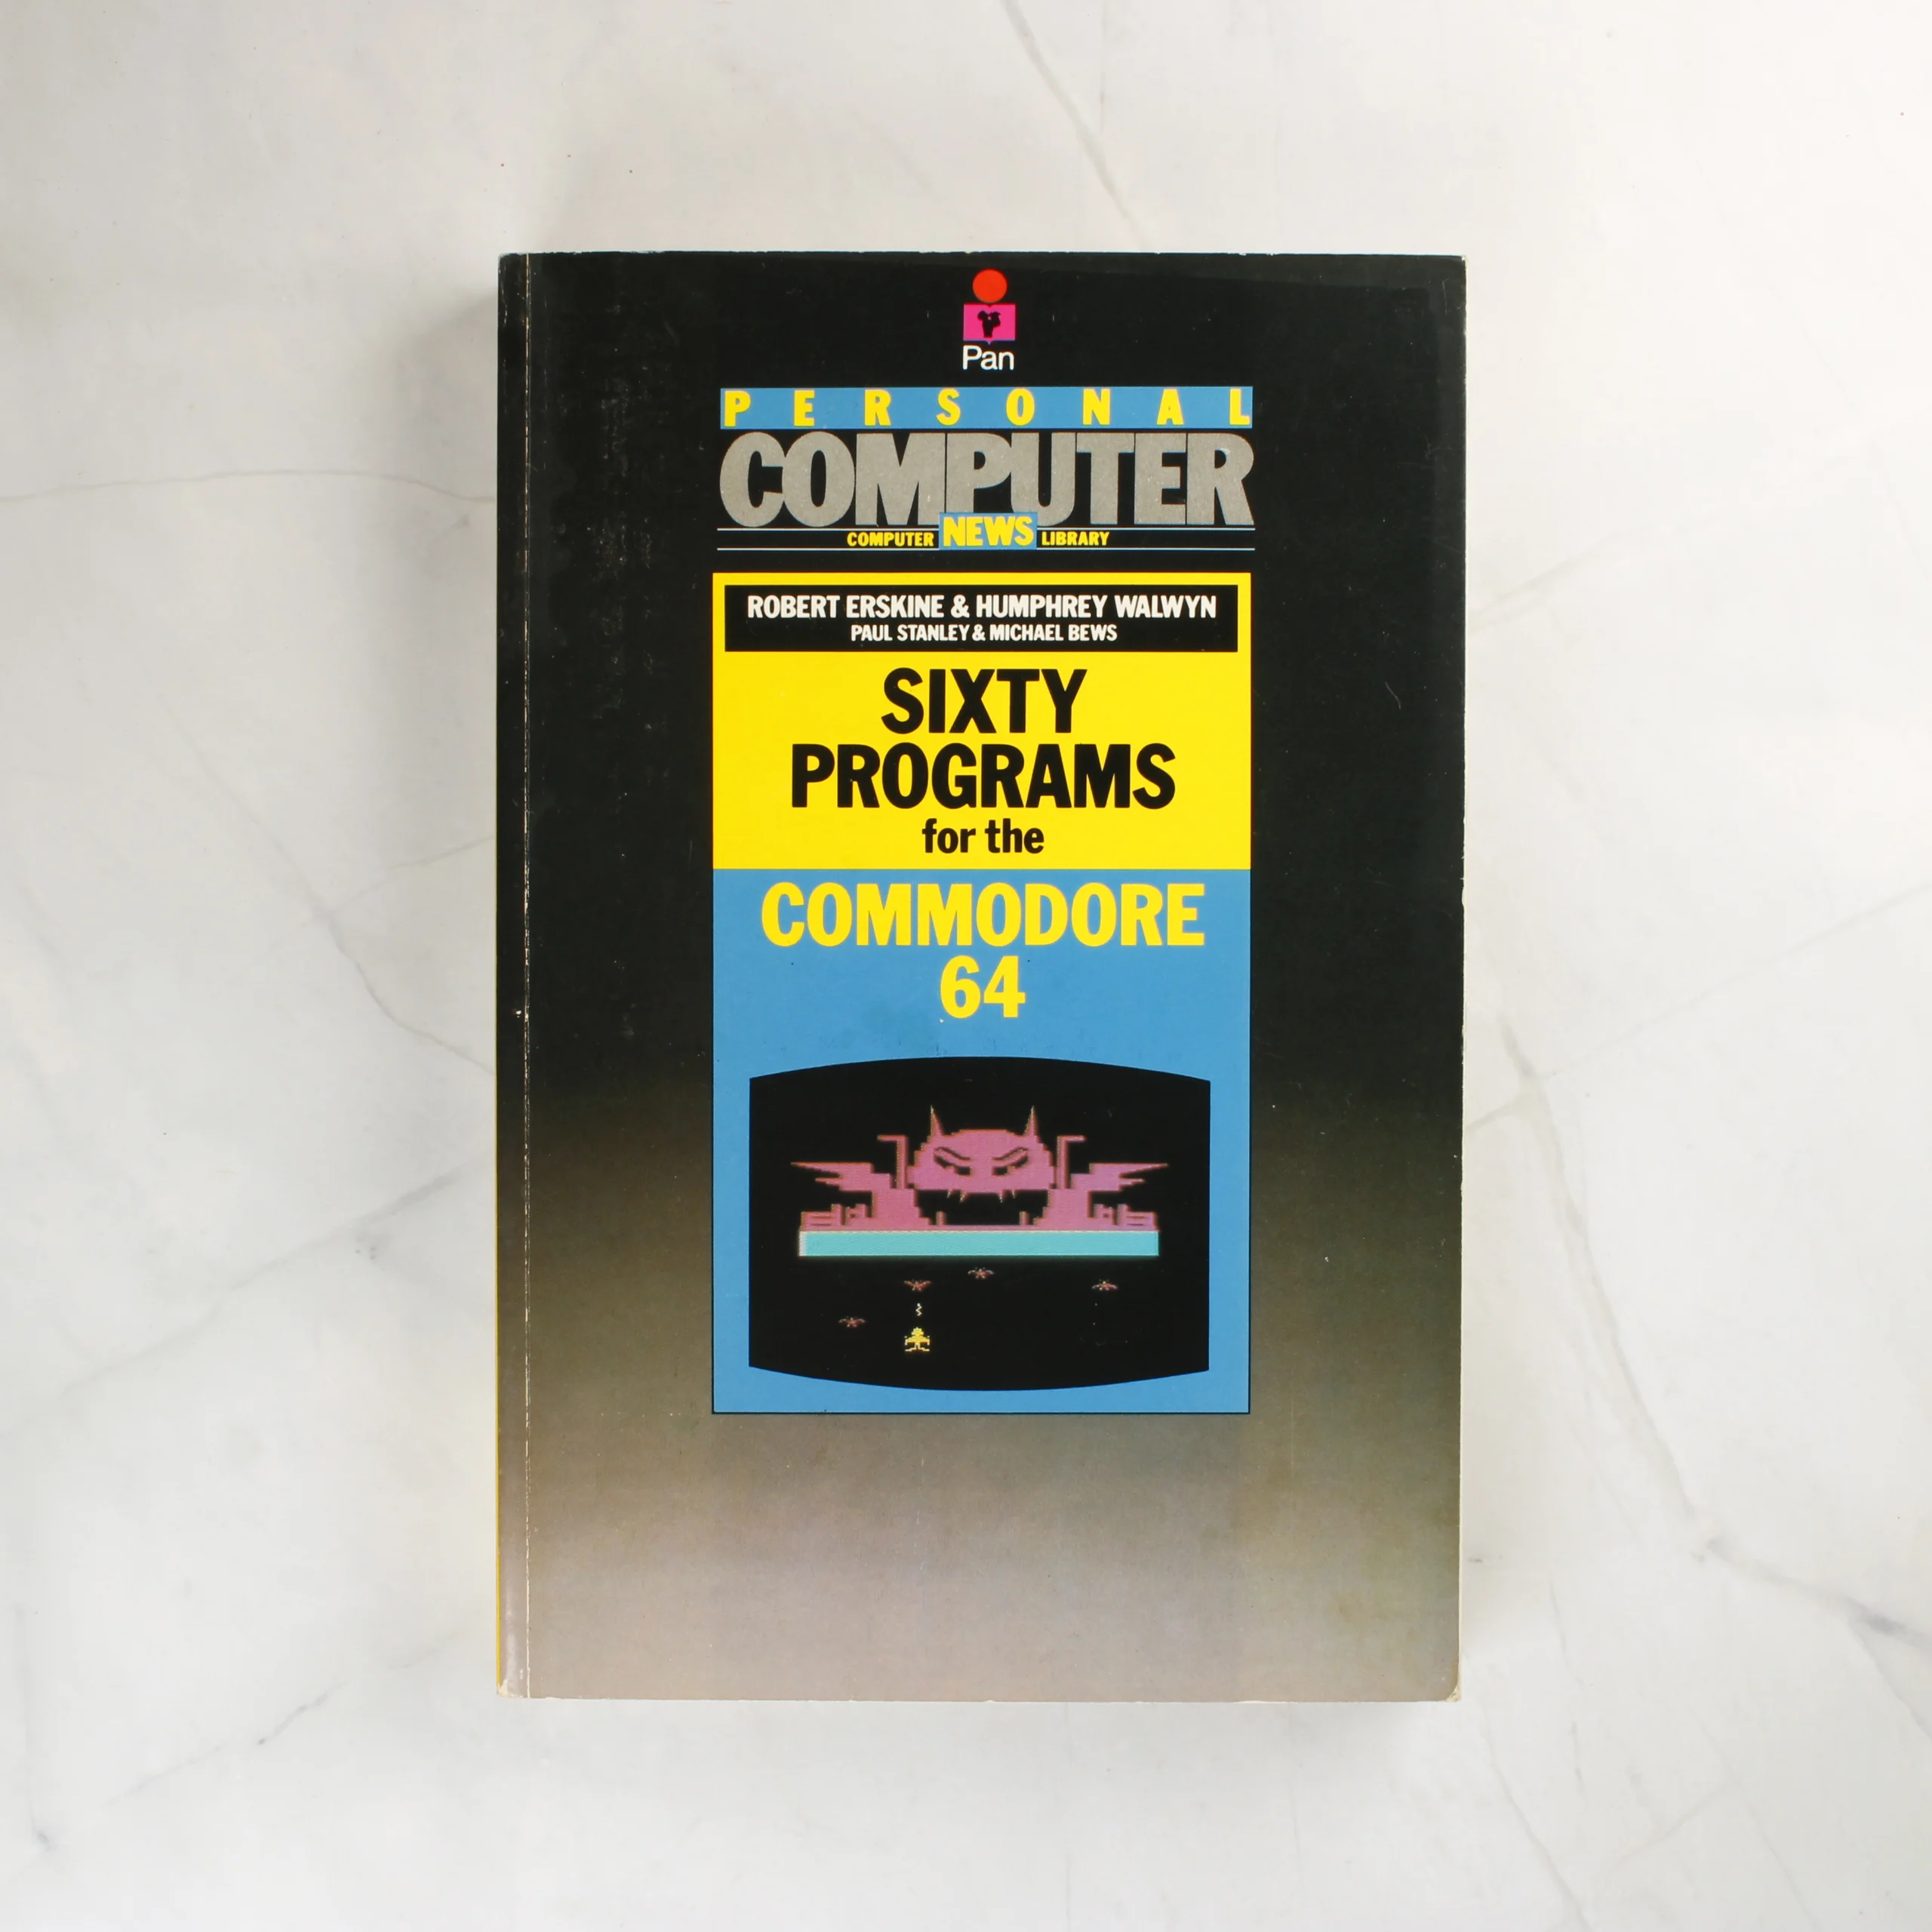 Pan
PERSONAL
COMPUTER
COMPUTER NEWS LIBRARY
ROBERT ERSKINE & HUMPHREY WALWYN
PAUL STANLEY & MICHAEL BEWS
SIXTY
PROGRAMS
for the
COMMODORE
64